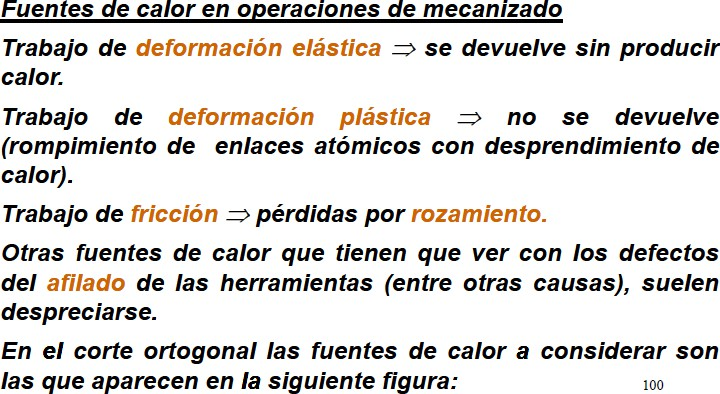 Fuentes de calor en operaciones de mecanizado
Trabajo de deformación elástica ⇒ se devuelve sin producir
calor.
Trabajo de deformación plástica ⇒ no se devuelve
(rompimiento de enlaces atómicos con desprendimiento de
calor).
Trabajo de fricción ⇒ pérdidas por rozamiento.
Otras fuentes de calor que tienen que ver con los defectos
del afilado de las herramientas (entre otras causas), suelen
despreciarse.
En el corte ortogonal las fuentes de calor a considerar son
las que aparecen en la siguiente figura:
100